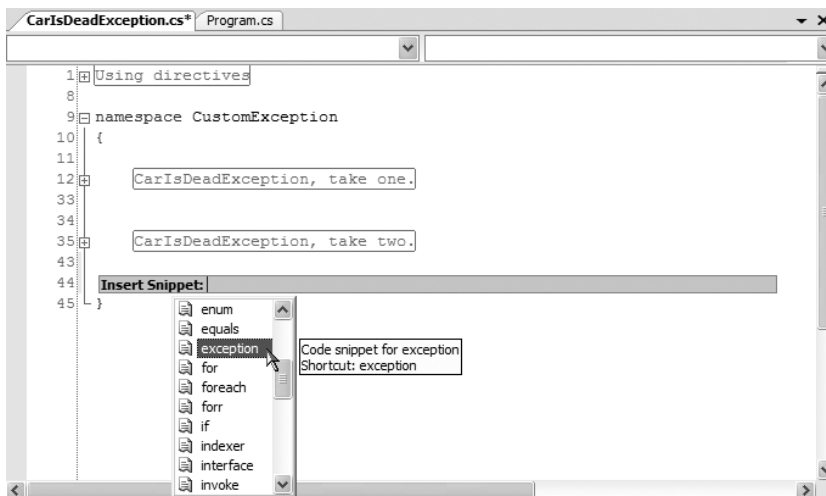 CarIsDeadException.cs* Program.cs
1 Using directives
8
9 namespace CustomException
10 {
11
12 CarIsDeadException, take one.
33
34
35 CarIsDeadException, take two.
43
44 Insert Snippet:
45 }
enum
equals
exception
for
foreach
forr
if
indexer
interface
invoke
Code snippet for exception
Shortcut: exception